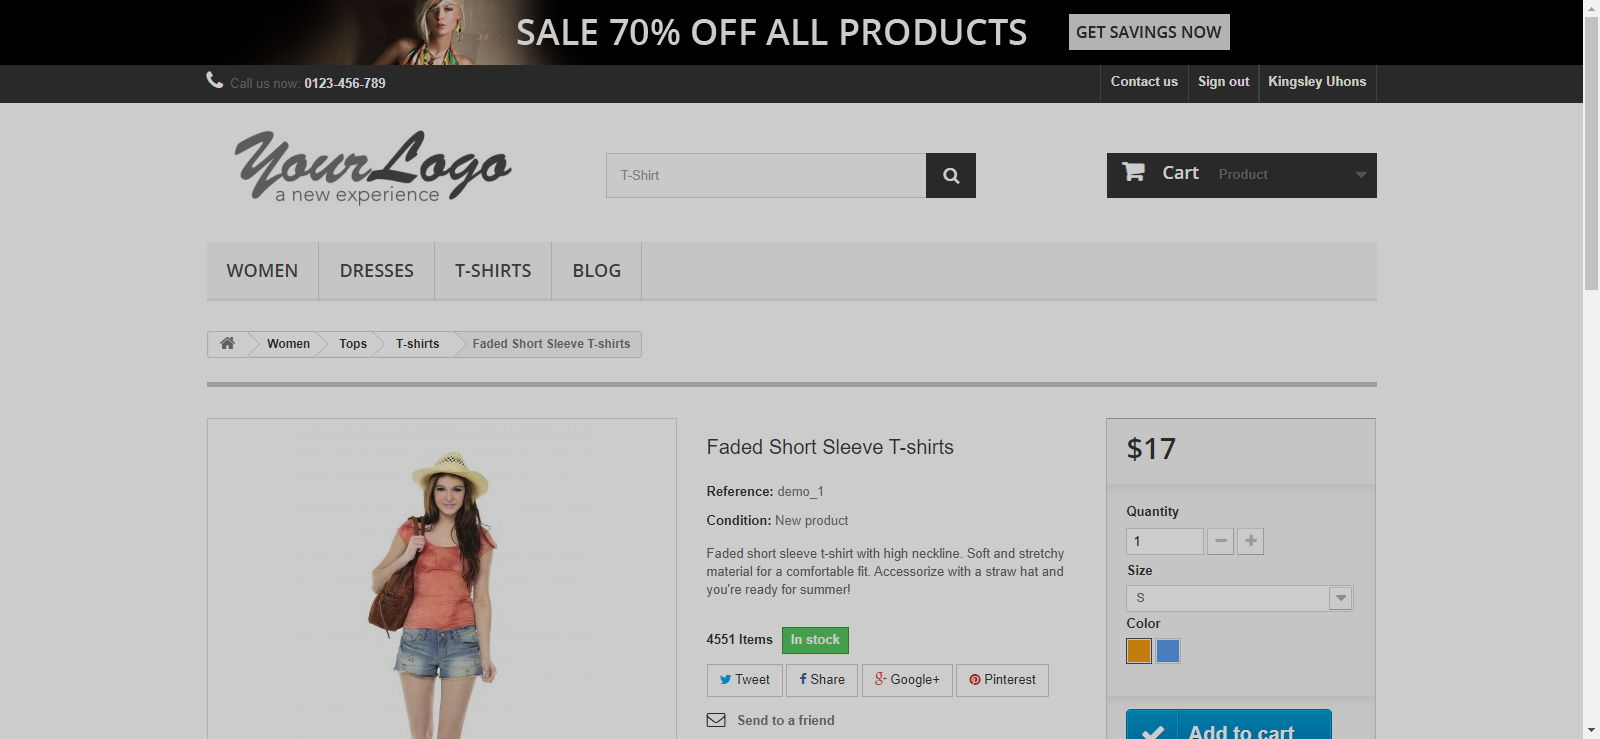 SALE 70% OFF ALL PRODUCTS
GET SAVINGS NOW
Call us now: 0123-456-789
Contact us
Sign out
Kingsley Uhons
YourLogo
a new experience
T-Shirt
Cart Product
WOMEN
DRESSES
T-SHIRTS
BLOG
Women
Tops
T-shirts
Faded Short Sleeve T-shirts
Faded Short Sleeve T-shirts
Reference: demo_1
Condition: New product
Faded short sleeve t-shirt with high neckline. Soft and stretchy
material for a comfortable fit. Accessorize with a straw hat and
you're ready for summer!
4551 Items In stock
Tweet
Share
Google+
Pinterest
Send to a friend
$17
Quantity
1
Size
S
Color
Add to cart